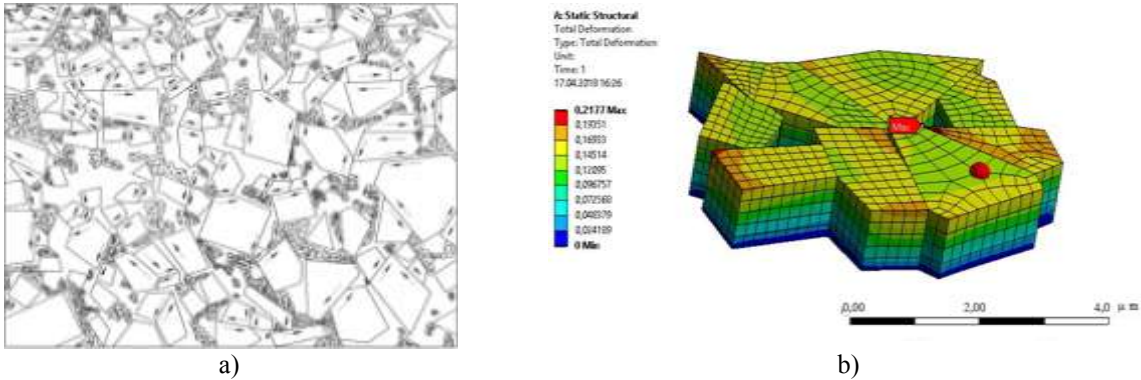 A: Static Structural
Total Deformation
Type: Total Deformation
Unit:
Time: 1
17.04.2018 16:26
0,2177 Max
0,19351
0,16933
0,14514
0,12095
0,096757
0,072568
0,048379
0,024189
0 Min
0,00
2,00
4,0
μm
a)
b)